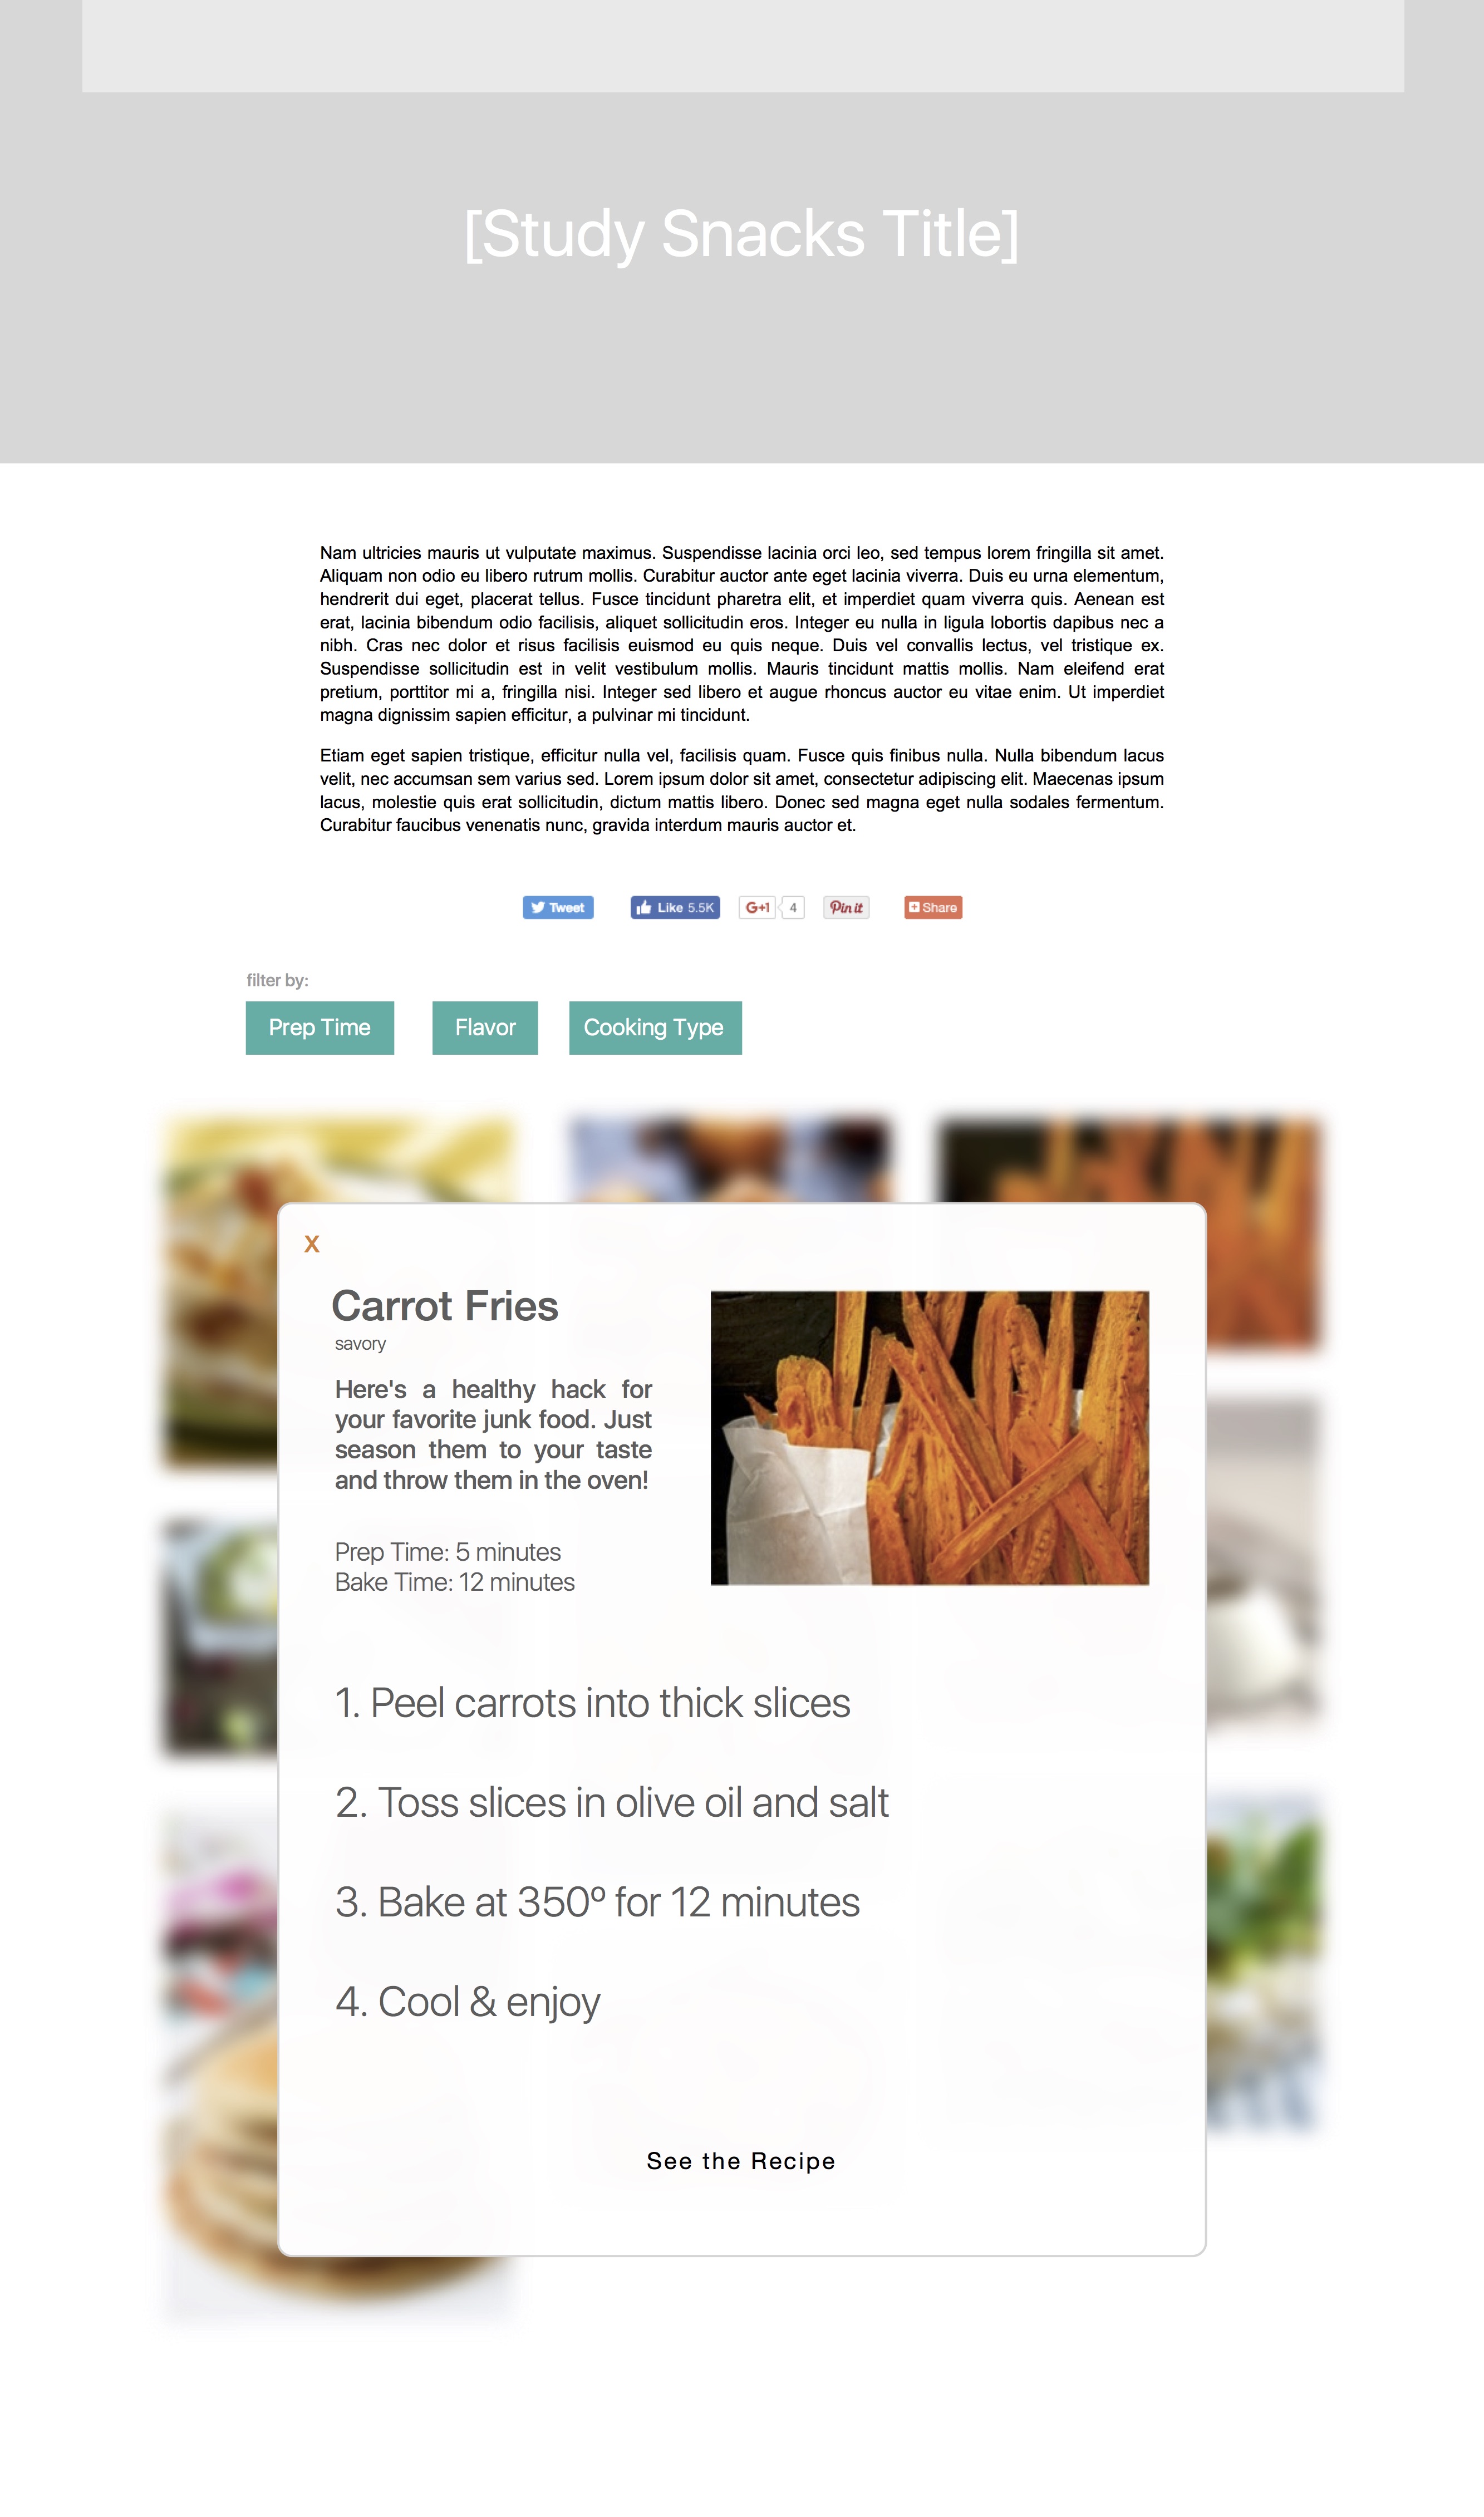 [Study Snacks Title]
Nam ultricies mauris ut vulputate maximus. Suspendisse lacinia orci leo, sed tempus lorem fringilla sit amet.
Aliquam non odio eu libero rutrum mollis. Curabitur auctor ante eget lacinia viverra. Duis eu urna elementum,
hendrerit dui eget, placerat tellus. Fusce tincidunt pharetra elit, et imperdiet quam viverra quis. Aenean est
erat, lacinia bibendum odio facilisis, aliquet sollicitudin eros. Integer eu nulla in ligula lobortis dapibus nec a
nibh. Cras nec dolor et risus facilisis euismod eu quis neque. Duis vel convallis lectus, vel tristique ex.
Suspendisse sollicitudin est in velit vestibulum mollis. Mauris tincidunt mattis mollis. Nam eleifend erat
pretium, porttitor mi a, fringilla nisi. Integer sed libero et augue rhoncus auctor eu vitae enim. Ut imperdiet
magna dignissim sapien efficitur, a pulvinar mi tincidunt.
Etiam eget sapien tristique, efficitur nulla vel, facilisis quam. Fusce quis finibus nulla. Nulla bibendum lacus
velit, nec accumsan sem varius sed. Lorem ipsum dolor sit amet, consectetur adipiscing elit. Maecenas ipsum
lacus, molestie quis erat sollicitudin, dictum mattis libero. Donec sed magna eget nulla sodales fermentum.
Curabitur faucibus venenatis nunc, gravida interdum mauris auctor et.
Tweet Like 5.5K G+1 4 Pin it Share
filter by:
Prep Time Flavor Cooking Type
X
Carrot Fries
savory
Here's a healthy hack for
your favorite junk food. Just
season them to your taste
and throw them in the oven!
Prep Time: 5 minutes
Bake Time: 12 minutes
1. Peel carrots into thick slices
2. Toss slices in olive oil and salt
3. Bake at 350º for 12 minutes
4. Cool & enjoy
See the Recipe